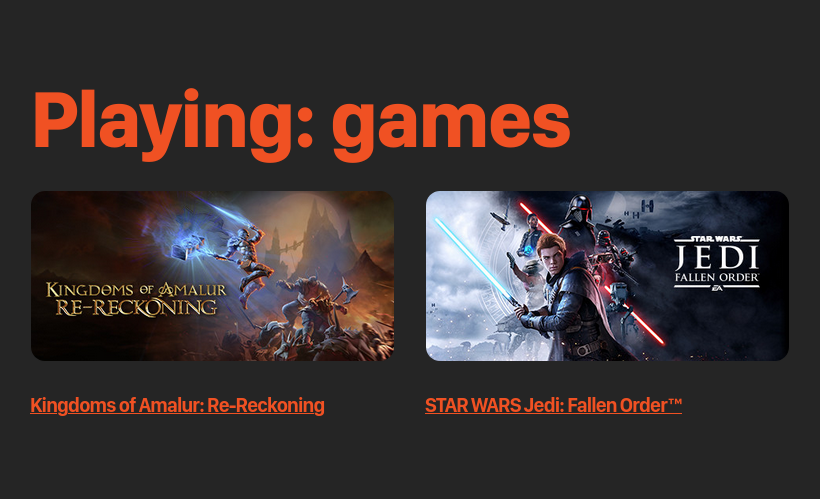 Playing: games
KINGDOMS OF AMALUR
RE-RECKONING
STAR WARS
JEDI
FALLEN ORDER
EA
Kingdoms of Amalur: Re-Reckoning
STAR WARS Jedi: Fallen Order™